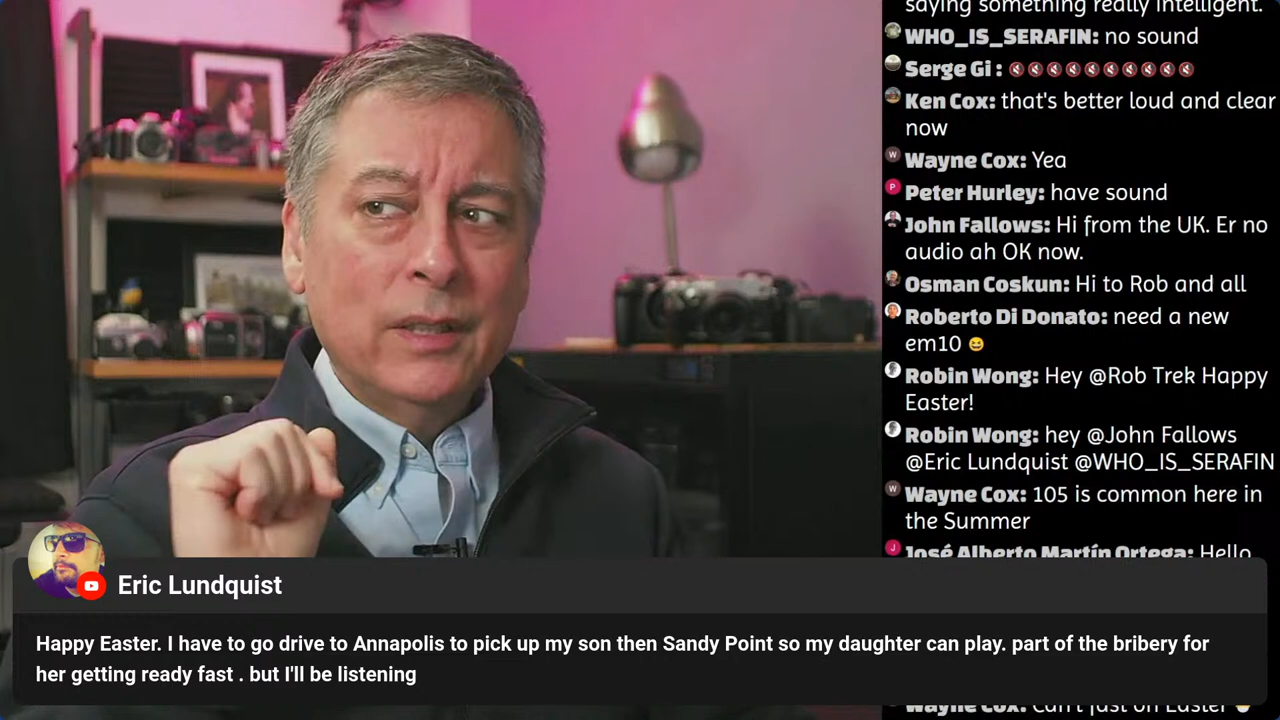 saying something really intelligent.
WHO_IS_SERAFIN: no sound
Serge Gi : 🔇🔇🔇🔇🔇🔇🔇🔇🔇🔇
Ken Cox: that's better loud and clear
now
Wayne Cox: Yea
P
Peter Hurley: have sound
John Fallows: Hi from the UK. Er no
audio ah OK now.
Osman Coskun: Hi to Rob and all
Roberto Di Donato: need a new
em10 😆
Robin Wong: Hey @Rob Trek Happy
Easter!
Robin Wong: hey @John Fallows
@Eric Lundquist @WHO_IS_SERAFIN
Wayne Cox: 105 is common here in
the Summer
José Alberto Martín Ortega: Hello
Eric Lundquist
Happy Easter. I have to go drive to Annapolis to pick up my son then Sandy Point so my daughter can play. part of the bribery for
her getting ready fast . but I'll be listening
Wayne Cox: Can't just on Easter